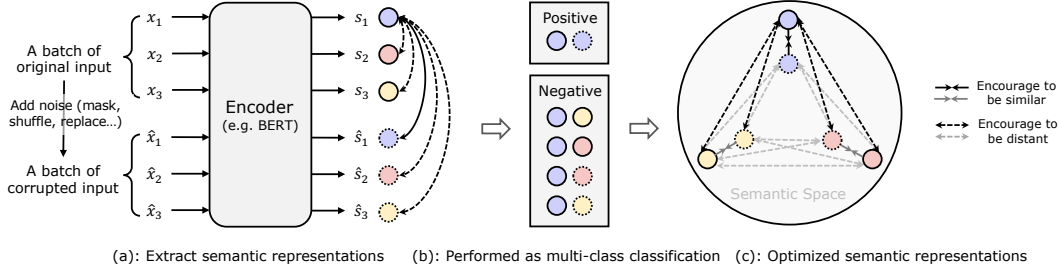 A batch of
original input
Add noise (mask,
shuffle, replace…)
A batch of
corrupted input
x₁
x₂
x₃
x̂₁
x̂₂
x̂₃
Encoder
(e.g. BERT)
s₁
s₂
s₃
ŝ₁
ŝ₂
ŝ₃
Positive
Negative
Semantic Space
Encourage to
be similar
Encourage to
be distant
(a): Extract semantic representations
(b): Performed as multi-class classification
(c): Optimized semantic representations